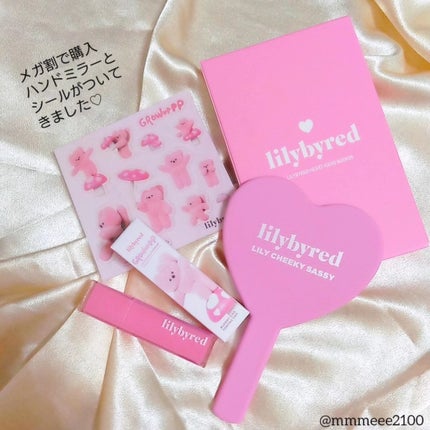 メガ割で購入
ハンドミラーと
シールがついて
きました♡
GROWUPPP
lilybyred
lilybyred
LILY CHEEKY SASSY
lilybyred
lilybyred
@mmmeee2100